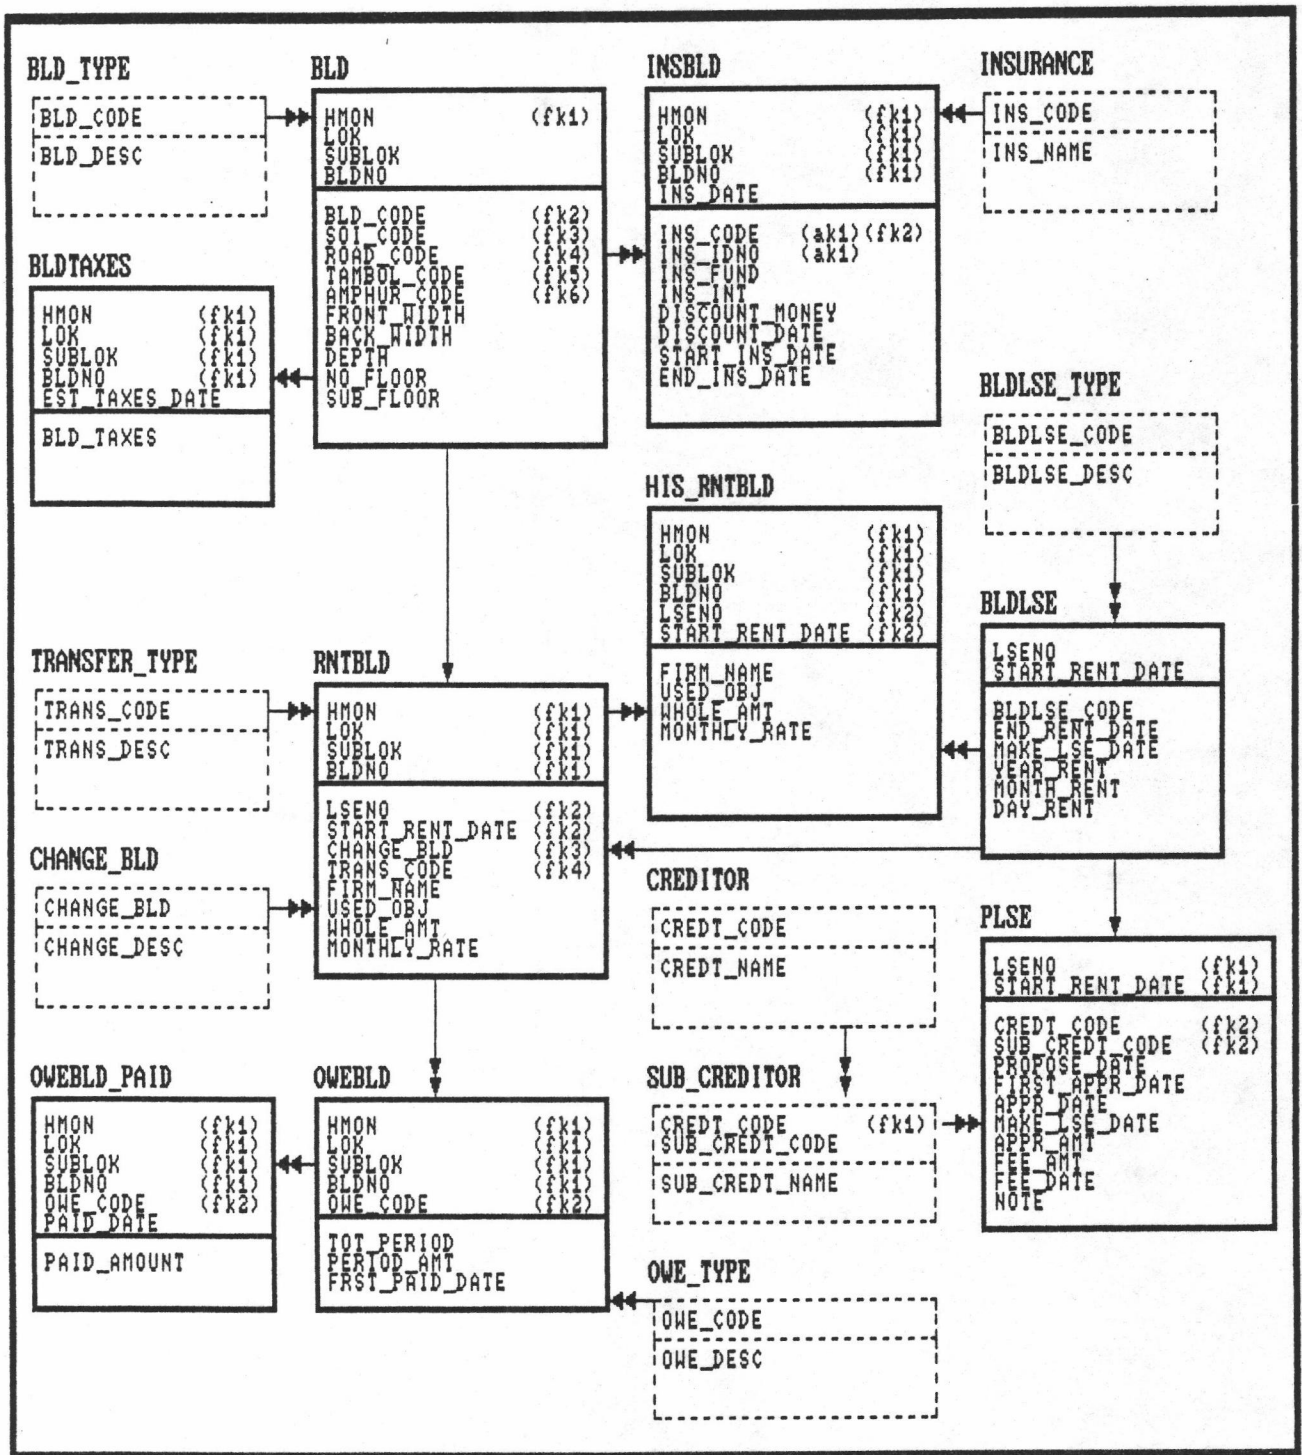 BLD_TYPE
BLD_CODE
BLD_DESC
BLD
HMON (fk1)
LOK
SUBLOK
BLDNO
BLD_CODE (fk2)
SOI_CODE (fk3)
ROAD_CODE (fk4)
TAMBOL_CODE (fk5)
AMPHUR_CODE (fk6)
FRONT_WIDTH
BACK_WIDTH
DEPTH
NO_FLOOR
SUB_FLOOR
INSBLD
HMON (fk1)
LOK (fk1)
SUBLOK (fk1)
BLDNO (fk1)
INS_DATE
INS_CODE (ak1)(fk2)
INS_IDNO (ak1)
INS_FUND
INS_INT
DISCOUNT_MONEY
DISCOUNT_DATE
START_INS_DATE
END_INS_DATE
INSURANCE
INS_CODE
INS_NAME
BLDTAXES
HMON (fk1)
LOK (fk1)
SUBLOK (fk1)
BLDNO (fk1)
EST_TAXES_DATE
BLD_TAXES
BLDLSE_TYPE
BLDLSE_CODE
BLDLSE_DESC
HIS_RNTBLD
HMON (fk1)
LOK (fk1)
SUBLOK (fk1)
BLDNO (fk1)
LSENO (fk2)
START_RENT_DATE (fk2)
FIRM_NAME
USED_OBJ
WHOLE_AMT
MONTHLY_RATE
BLDLSE
LSENO
START_RENT_DATE
BLDLSE_CODE
END_RENT_DATE
MAKE_LSE_DATE
YEAR_RENT
MONTH_RENT
DAY_RENT
TRANSFER_TYPE
TRANS_CODE
TRANS_DESC
RNTBLD
HMON (fk1)
LOK (fk1)
SUBLOK (fk1)
BLDNO (fk1)
LSENO (fk2)
START_RENT_DATE (fk2)
CHANGE_BLD (fk3)
TRANS_CODE (fk4)
FIRM_NAME
USED_OBJ
WHOLE_AMT
MONTHLY_RATE
CHANGE_BLD
CHANGE_BLD
CHANGE_DESC
CREDITOR
CREDT_CODE
CREDT_NAME
PLSE
LSENO (fk1)
START_RENT_DATE (fk1)
CREDT_CODE (fk2)
SUB_CREDT_CODE (fk2)
PROPOSE_DATE
FIRST_APPR_DATE
APPR_DATE
MAKE_LSE_DATE
APPR_AMT
FEE_AMT
FEE_DATE
NOTE
OWEBLD_PAID
HMON (fk1)
LOK (fk1)
SUBLOK (fk1)
BLDNO (fk1)
OWE_CODE (fk2)
PAID_DATE
PAID_AMOUNT
OWEBLD
HMON (fk1)
LOK (fk1)
SUBLOK (fk1)
BLDNO (fk1)
OWE_CODE (fk2)
TOT_PERIOD
PERIOD_AMT
FRST_PAID_DATE
SUB_CREDITOR
CREDT_CODE (fk1)
SUB_CREDT_CODE
SUB_CREDT_NAME
OWE_TYPE
OWE_CODE
OWE_DESC